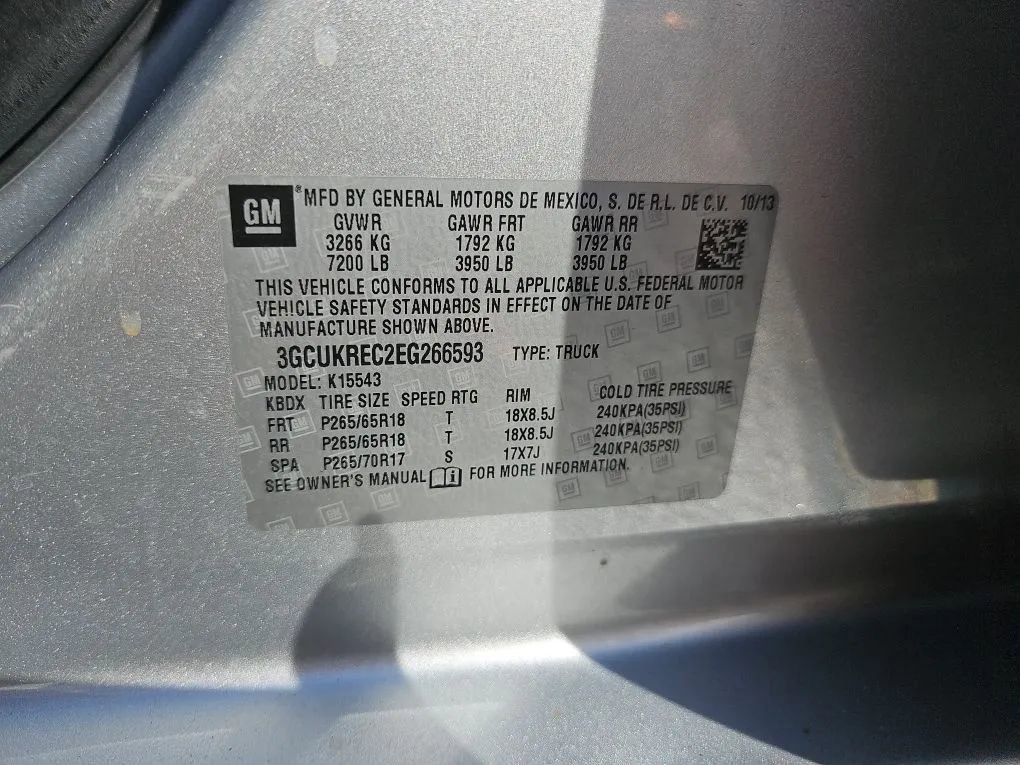 GM ® MFD BY GENERAL MOTORS DE MEXICO, S. DE R.L. DE C.V. 10/13
GVWR GAWR FRT GAWR RR
3266 KG 1792 KG 1792 KG
7200 LB 3950 LB 3950 LB
THIS VEHICLE CONFORMS TO ALL APPLICABLE U.S. FEDERAL MOTOR
VEHICLE SAFETY STANDARDS IN EFFECT ON THE DATE OF
MANUFACTURE SHOWN ABOVE.
3GCUKREC2EG266593 TYPE: TRUCK
MODEL: K15543
KBDX TIRE SIZE SPEED RTG RIM COLD TIRE PRESSURE
FRT P265/65R18 T 18X8.5J 240KPA(35PSI)
RR P265/65R18 T 18X8.5J 240KPA(35PSI)
SPA P265/70R17 S 17X7J 240KPA(35PSI)
SEE OWNER'S MANUAL i FOR MORE INFORMATION.